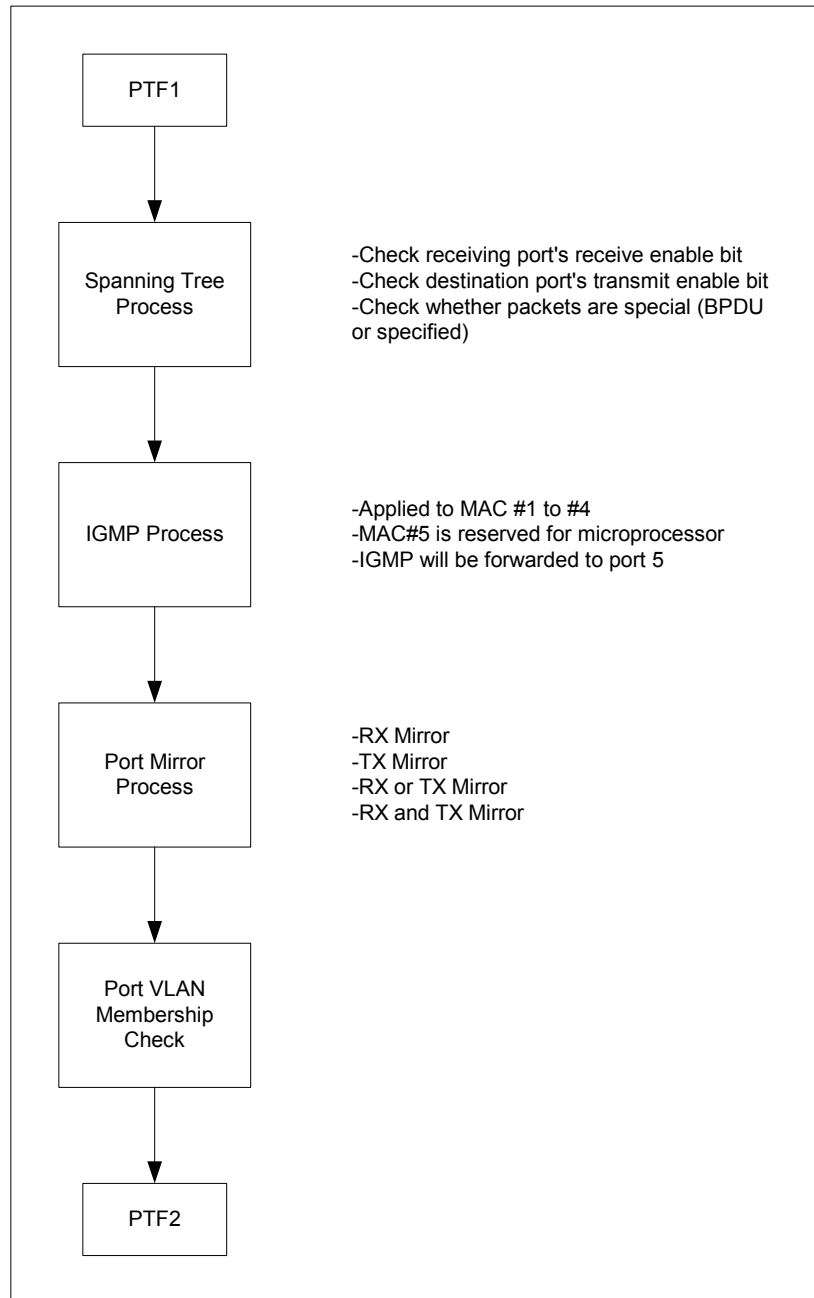 PTF1
Spanning Tree
Process
-Check receiving port's receive enable bit
-Check destination port's transmit enable bit
-Check whether packets are special (BPDU
or specified)
IGMP Process
-Applied to MAC #1 to #4
-MAC#5 is reserved for microprocessor
-IGMP will be forwarded to port 5
Port Mirror
Process
-RX Mirror
-TX Mirror
-RX or TX Mirror
-RX and TX Mirror
Port VLAN
Membership
Check
PTF2